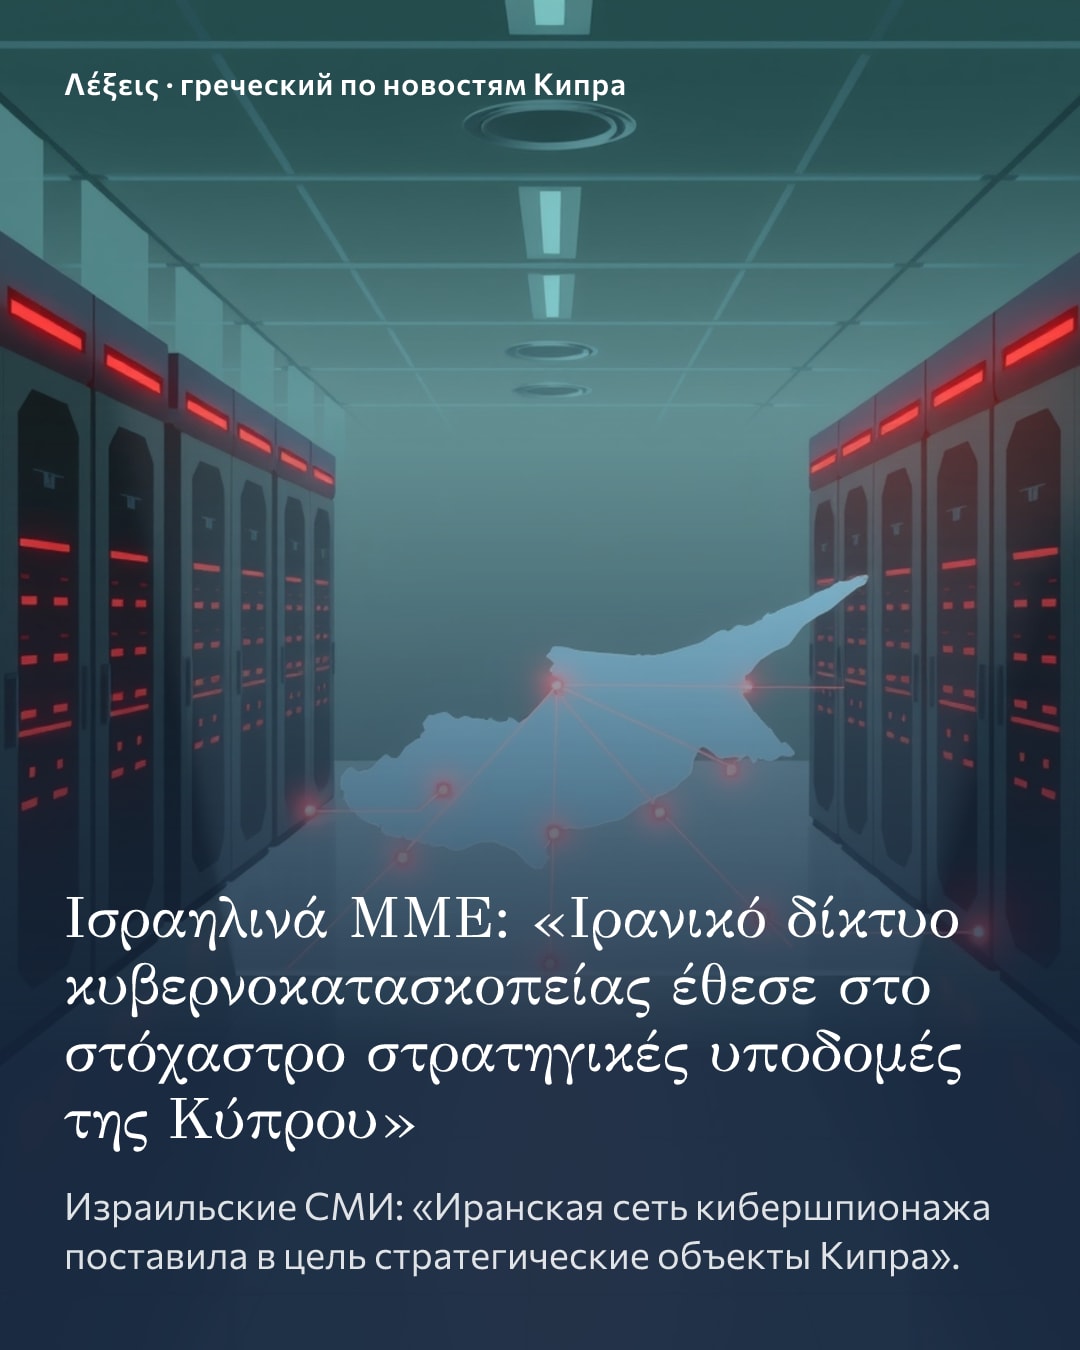 Λέξεις · греческий по новостям Кипра
Ισραηλινά ΜΜΕ: «Ιρανικό δίκτυο
κυβερνοκατασκοπείας έθεσε στο
στόχαστρο στρατηγικές υποδομές
της Κύπρου»
Израильские СМИ: «Иранская сеть кибершпионажа
поставила в цель стратегические объекты Кипра».